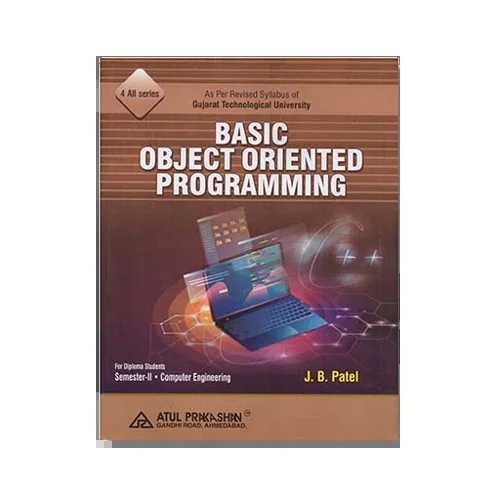 4 All series
As Per Revised Syllabus of
Gujarat Technological University
BASIC
OBJECT ORIENTED
PROGRAMMING
C++
For Diploma Students
Semester-II • Computer Engineering
J. B. Patel
ATUL PRAKASHAN™
GANDHI ROAD, AHMEDABAD.